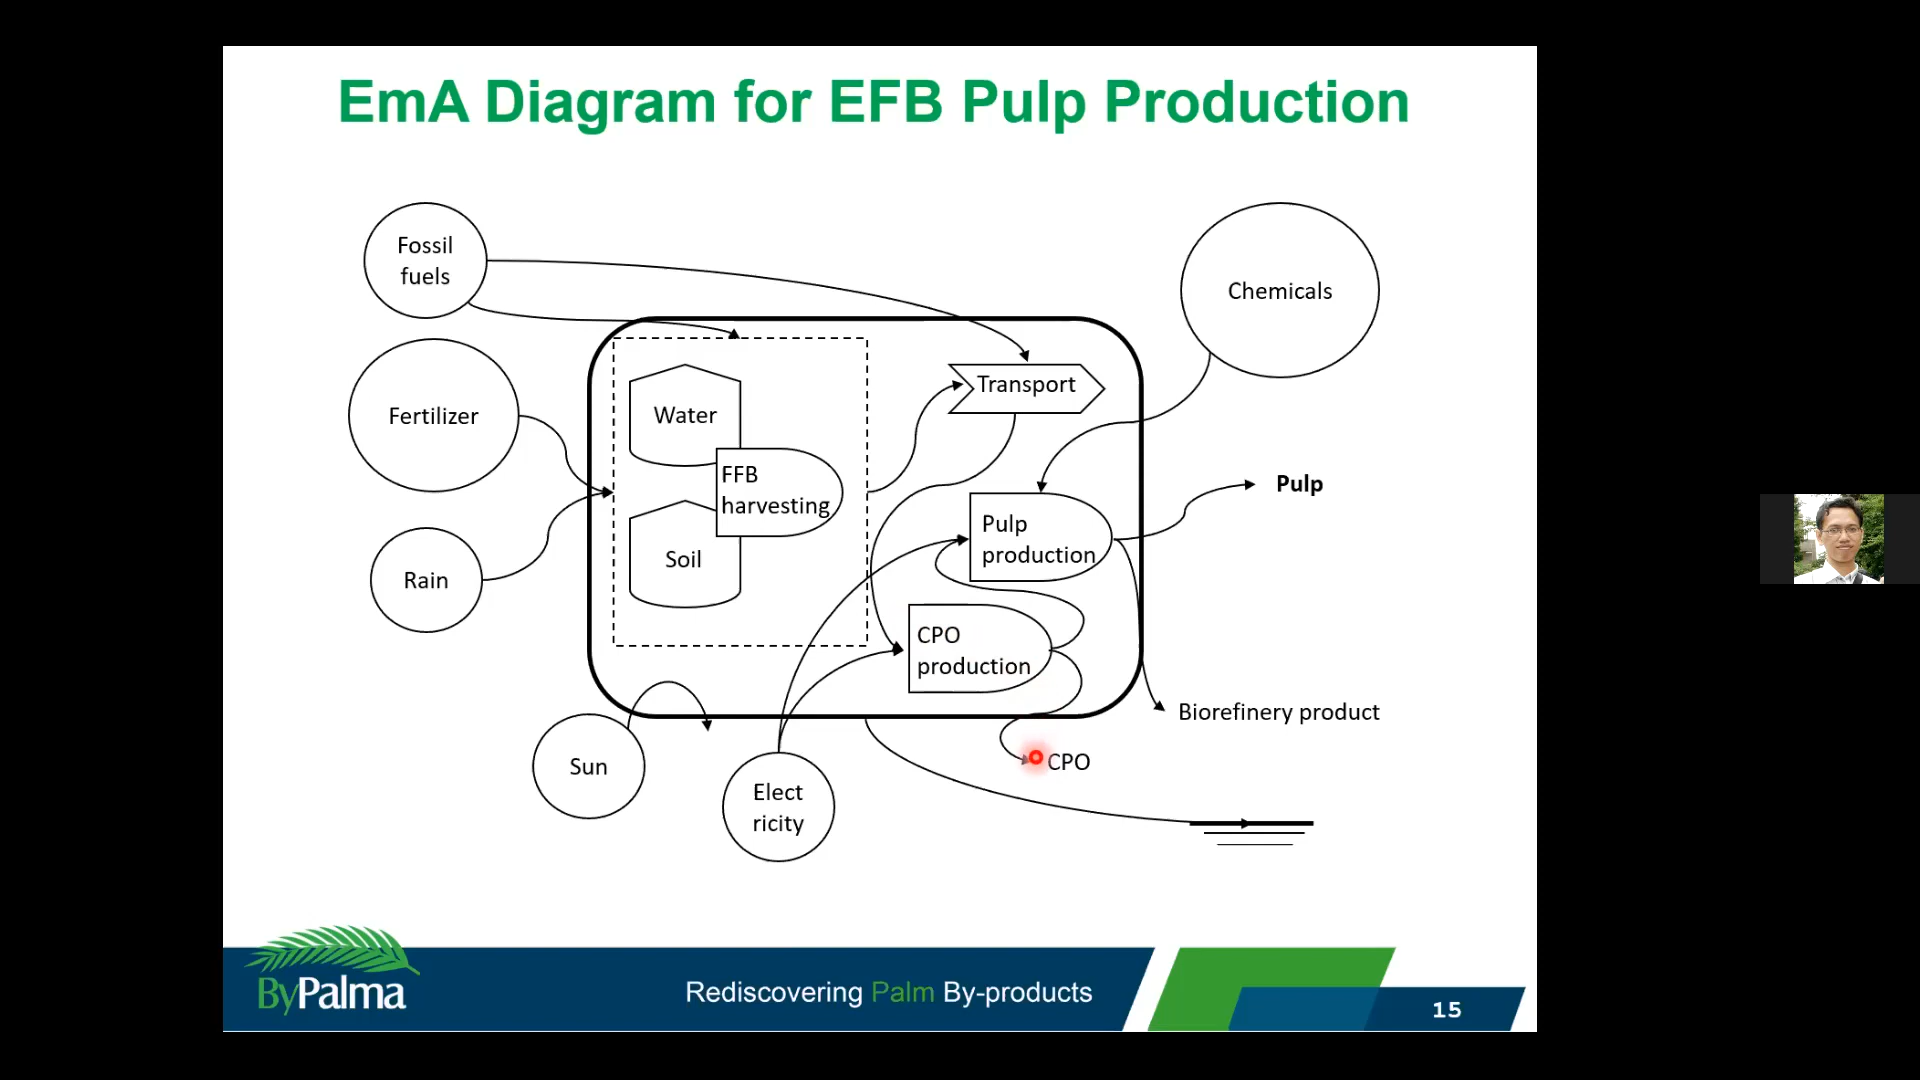 EmA Diagram for EFB Pulp Production
Fossil
fuels
Chemicals
Transport
Fertilizer
Water
FFB
harvesting
Pulp
Pulp
production
Soil
Rain
CPO
production
Biorefinery product
Sun
CPO
Elect
ricity
ByPalma
Rediscovering Palm By-products
15